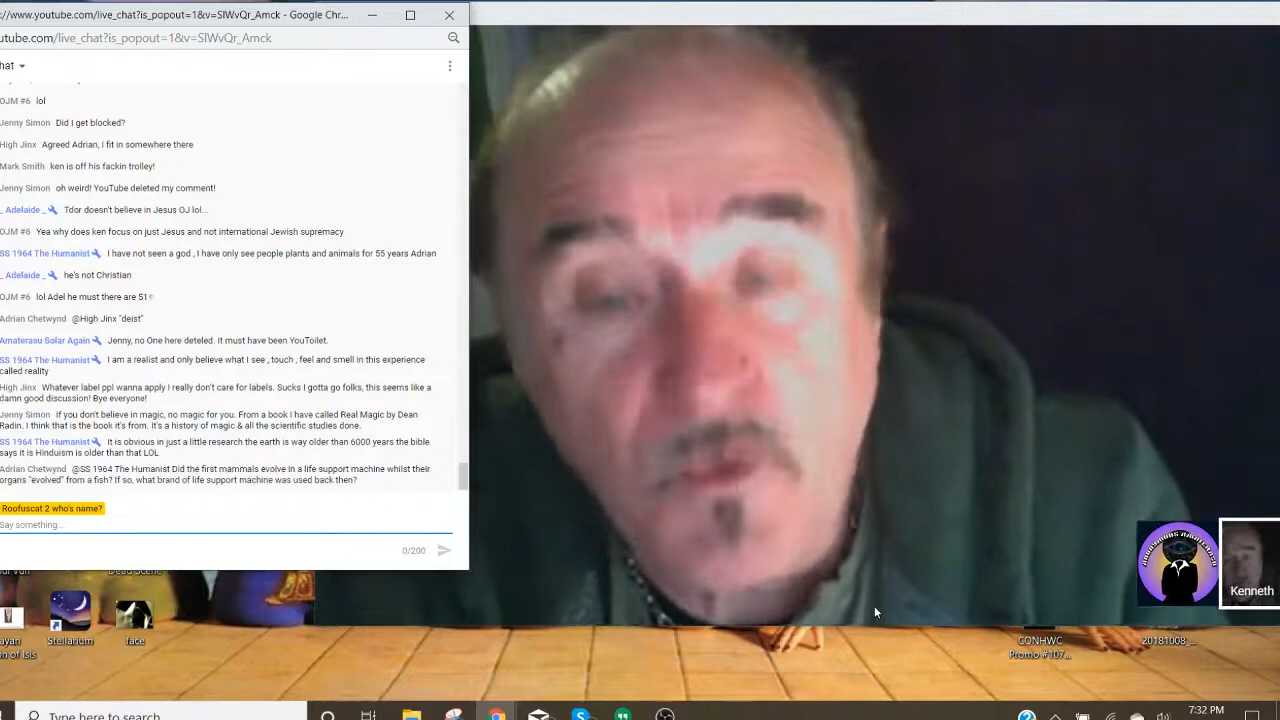 //www.youtube.com/live_chat?is_popout=1&v=SlWvQr_Amck - Google Chr...
utube.com/live_chat?is_popout=1&v=SlWvQr_Amck
hat
OJM #6 lol
Jenny Simon Did I get blocked?
High Jinx Agreed Adrian, I fit in somewhere there
Mark Smith ken is off his fackin trolley!
Jenny Simon oh weird! YouTube deleted my comment!
_ Adelaide _ Tdor doesn't believe in Jesus OJ lol...
OJM #6 Yea why does ken focus on just Jesus and not international Jewish supremacy
SS 1964 The Humanist I have not seen a god , I have only see people plants and animals for 55 years Adrian
_ Adelaide _ he's not Christian
OJM #6 lol Adel he must there are 51
Adrian Chetwynd @High Jinx "deist"
Amaterasu Solar Again Jenny, no One here deteled. it must have been YouToilet.
SS 1964 The Humanist I am a realist and only believe what I see , touch , feel and smell in this experience
called reality
High Jinx Whatever label ppl wanna apply I really don't care for labels. Sucks I gotta go folks, this seems like a
damn good discussion! Bye everyone!
Jenny Simon If you don't believe in magic, no magic for you. From a book I have called Real Magic by Dean
Radin. I think that is the book it's from. It's a history of magic & all the scientific studies done.
SS 1964 The Humanist It is obvious in just a little research the earth is way older than 6000 years the bible
says it is Hinduism is older than that LOL
Adrian Chetwynd @SS 1964 The Humanist Did the first mammals evolve in a life support machine whilst their
organs "evolved" from a fish? If so, what brand of life support machine was used back then?
Roofuscat 2 who's name?
Say something...
0/200
Dead Scene
Kenneth
ayan
n of Isis
Stellarium
face
CONHWC
Promo #107...
20181008_...
Type here to search
7:32 PM